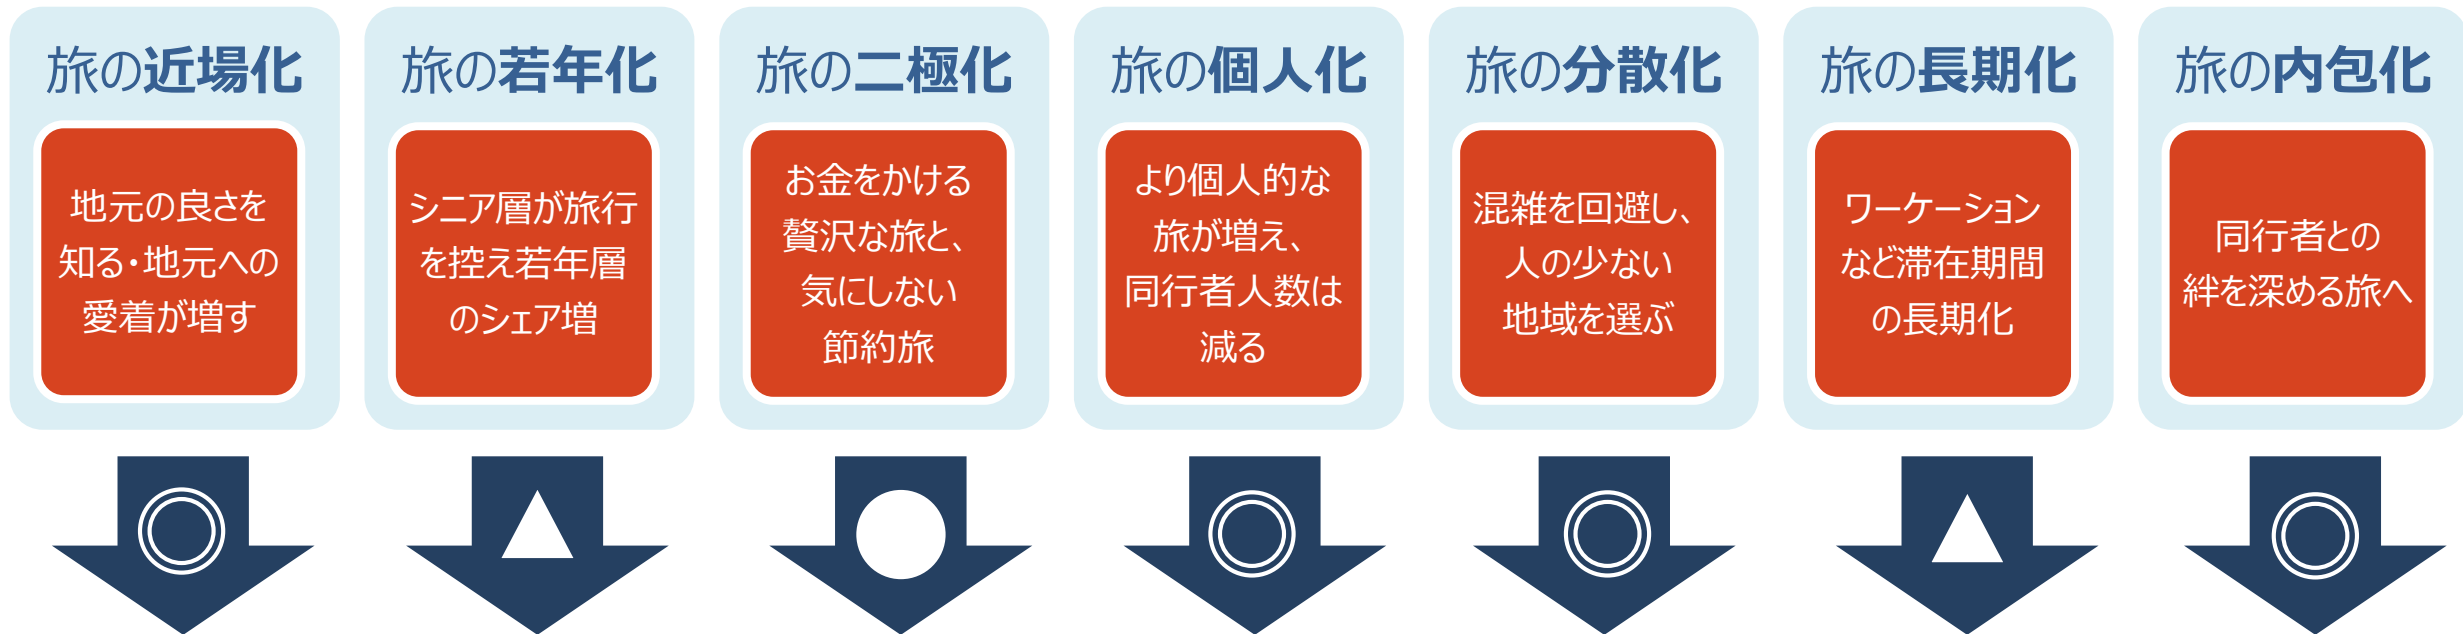 旅の近場化
地元の良さを
知る・地元への
愛着が増す
旅の若年化
シニア層が旅行
を控え若年層
のシェア増
旅の二極化
お金をかける
贅沢な旅と、
気にしない
節約旅
旅の個人化
より個人的な
旅が増え、
同行者人数は
減る
旅の分散化
混雑を回避し、
人の少ない
地域を選ぶ
旅の長期化
ワーケーション
など滞在期間
の長期化
旅の内包化
同行者との
絆を深める旅へ